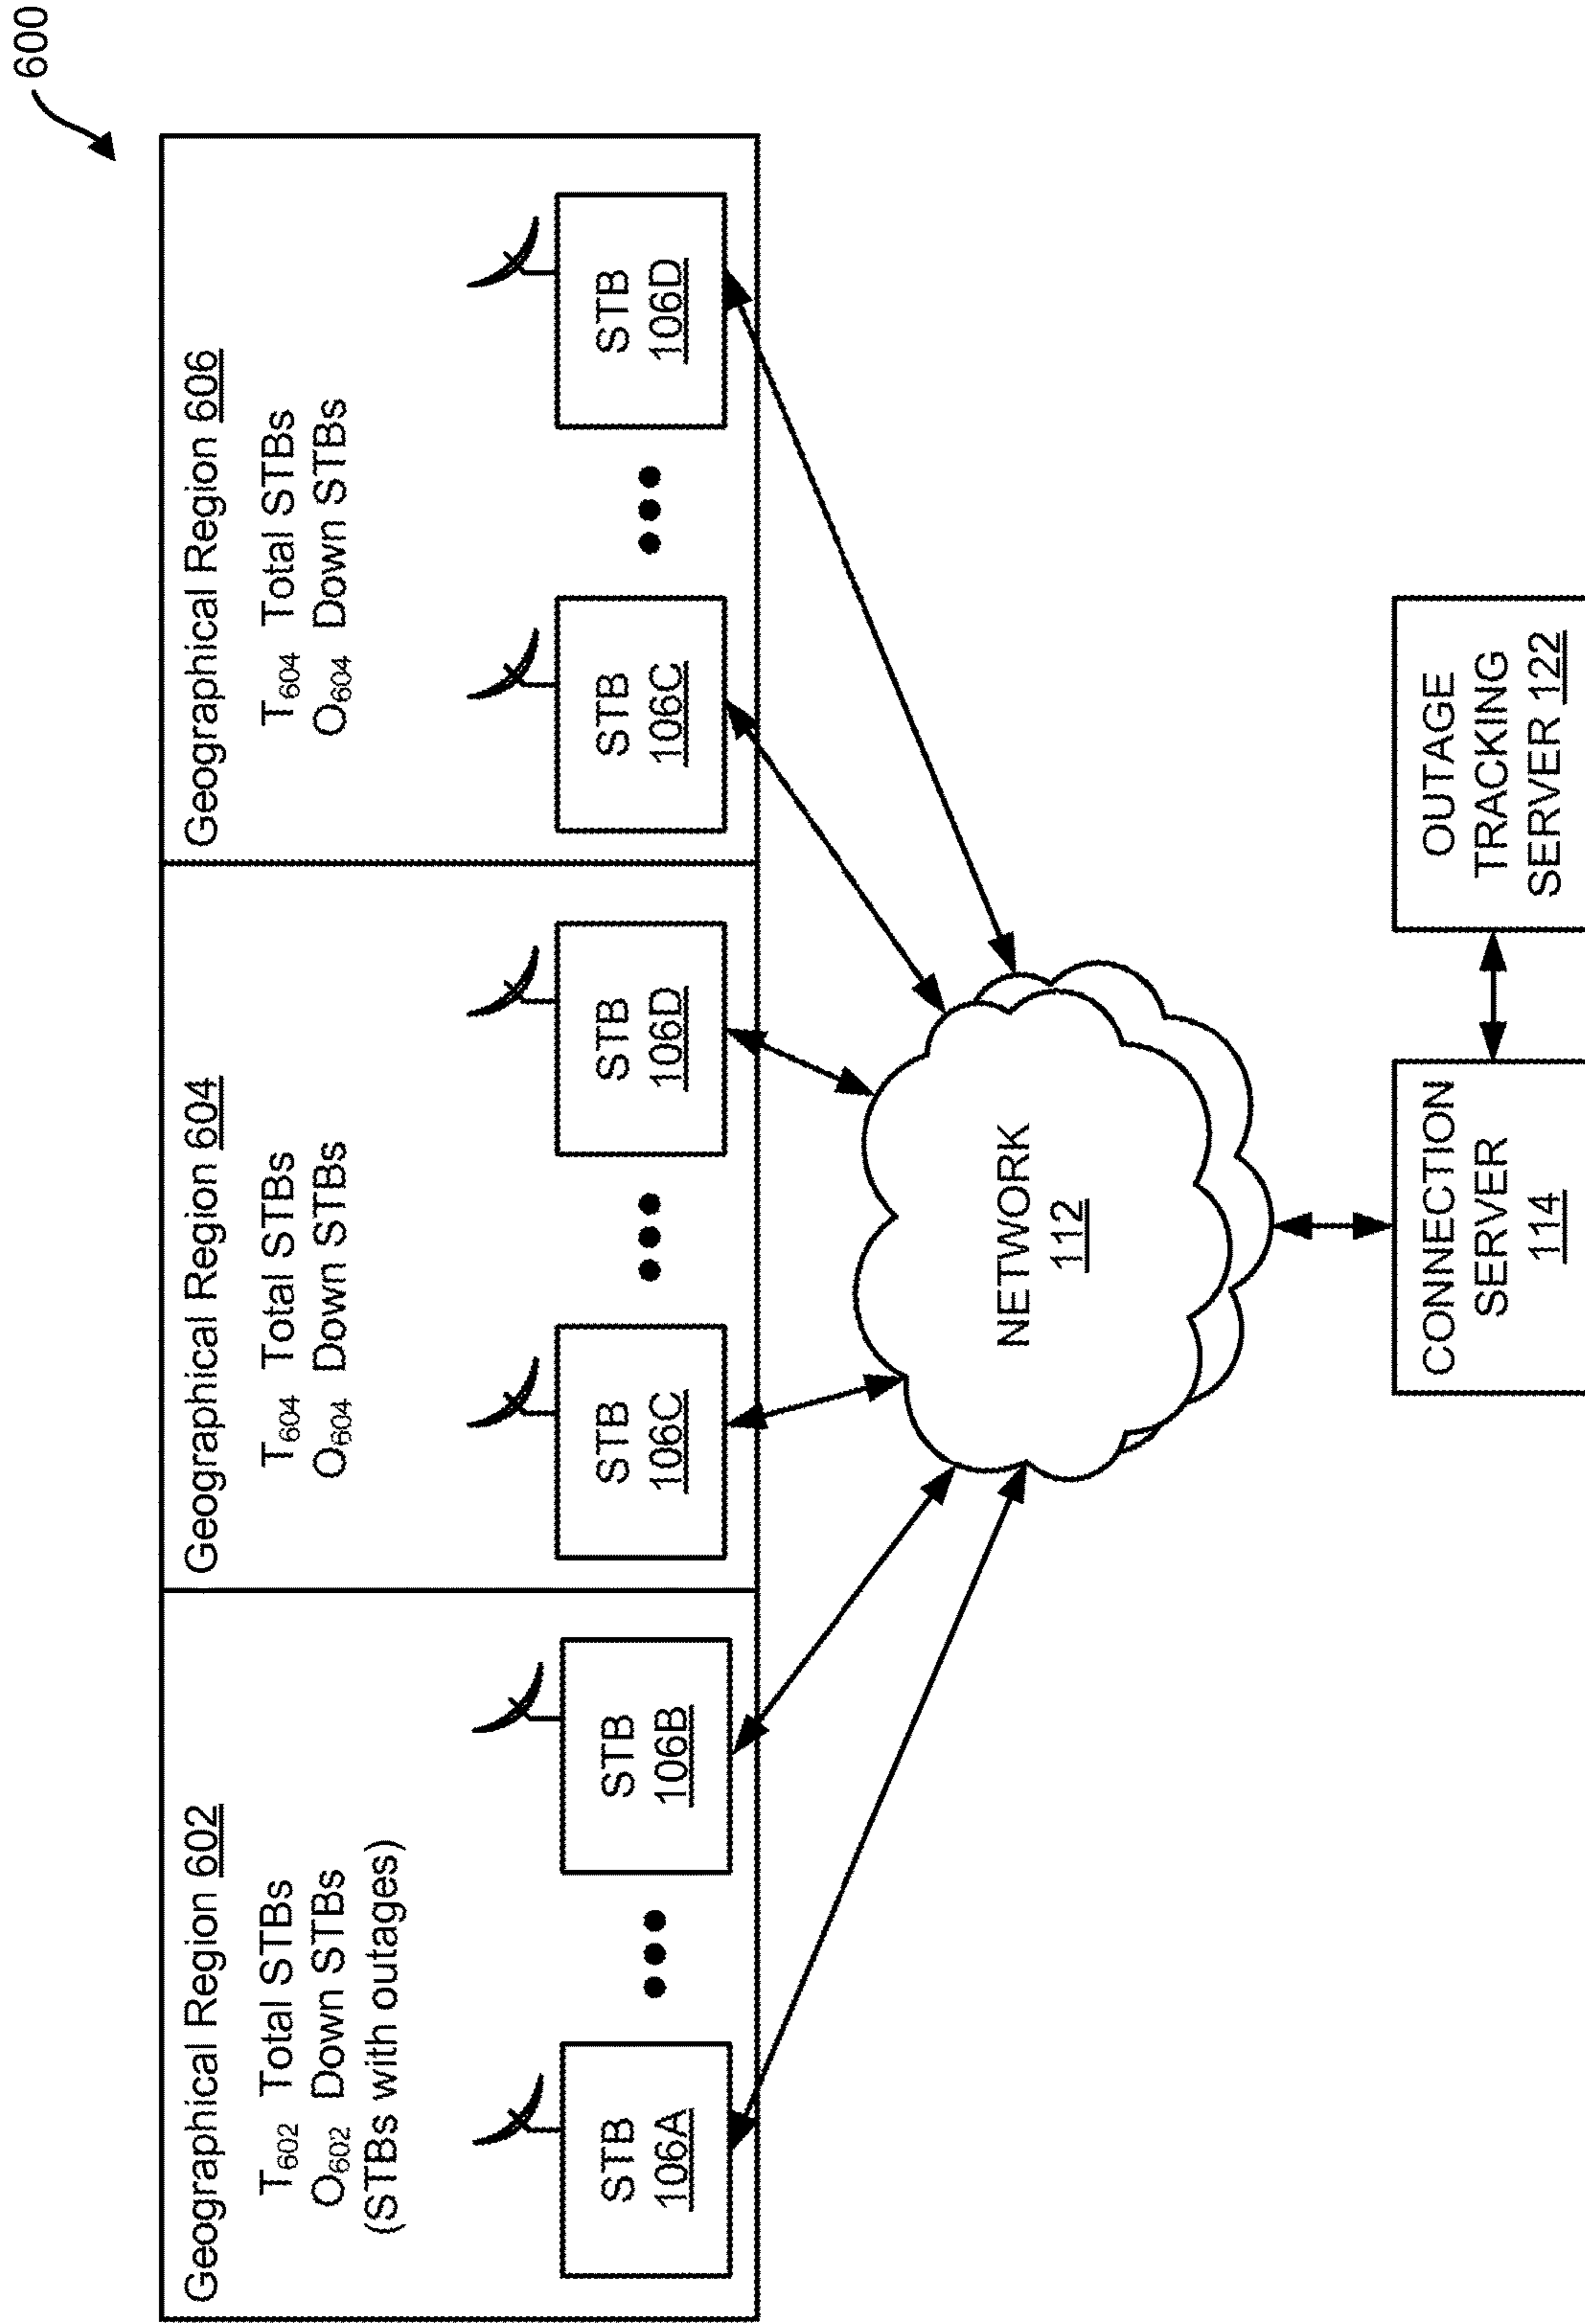 600
Geographical Region 602
T602 Total STBs
O602 Down STBs
(STBs with outages)
STB
106A
STB
106B
Geographical Region 604
T604 Total STBs
O604 Down STBs
STB
106C
STB
106D
Geographical Region 606
T604 Total STBs
O604 Down STBs
STB
106C
STB
106D
NETWORK
112
CONNECTION
SERVER
114
OUTAGE
TRACKING
SERVER 122